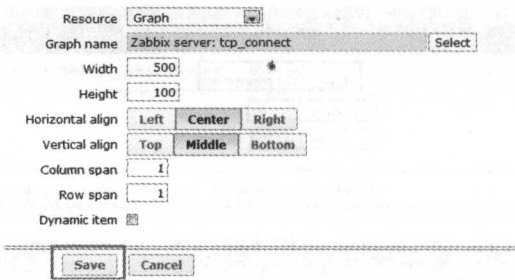 Resource Graph
Graph name Zabbix server: tcp_connect Select
Width 500
Height 100
Horizontal align Left Center Right
Vertical align Top Middle Bottom
Column span 1
Row span 1
Dynamic item
Save Cancel